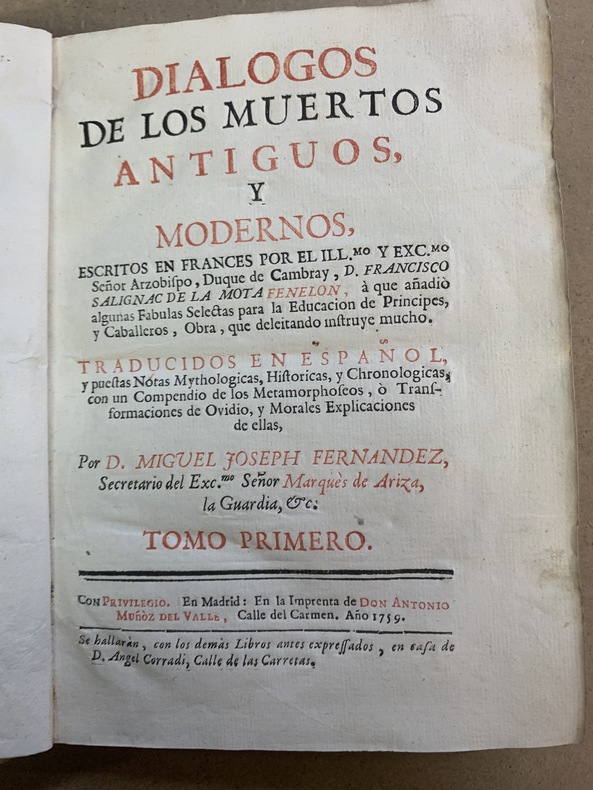 DIALOGOS
DE LOS MUERTOS
ANTIGUOS,
Y
MODERNOS,
ESCRITOS EN FRANCES POR EL ILL.MO Y EXC.MO
Señor Arzobiſpo, Duque de Cambray, D. FRANCISCO
SALIGNAC DE LA MOTA FENELON, à que añadiò
algunas Fabulas Selectas para la Educacion de Principes,
y Caballeros, Obra, que deleitando inſtruye mucho.
TRADUCIDOS EN ESPAÑOL,
y pueſtas Notas Mythologicas, Hiſtoricas, y Chronologicas,
con un Compendio de los Metamorphoſeos, ò Tranſ-
formaciones de Ovidio, y Morales Explicaciones
de ellas,
Por D. MIGUEL JOSEPH FERNANDEZ,
Secretario del Exc.mo Señor Marquès de Ariza,
la Guardia, &c.
TOMO PRIMERO.
CON PRIVILEGIO. En Madrid: En la Imprenta de DON ANTONIO
MUÑOZ DEL VALLE, Calle del Carmen. Año 1759.
Se hallaràn, con los demàs Libros antes expreſſados, en caſa de
D. Angel Corradi, Calle de las Carretas.